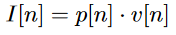 I[n] = p[n] · v[n]